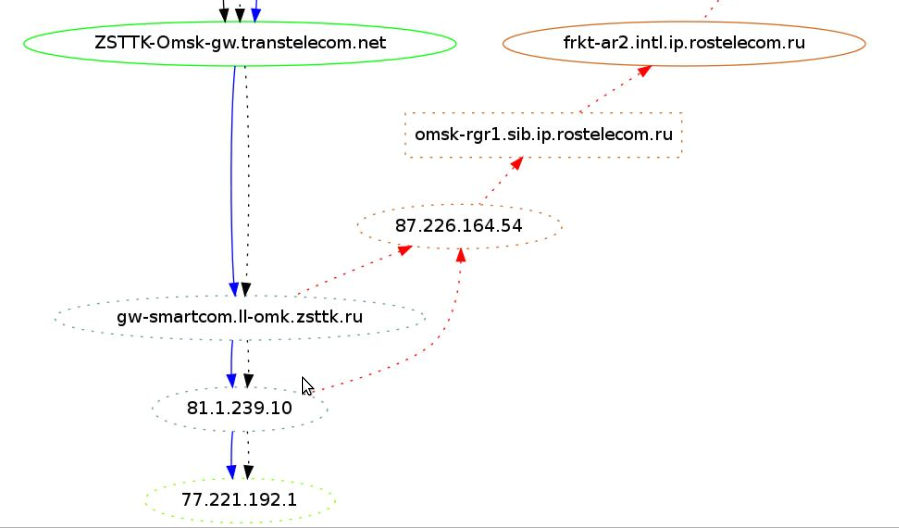 ZSTTK-Omsk-gw.transtelecom.net
frkt-ar2.intl.ip.rostelecom.ru
omsk-rgr1.sib.ip.rostelecom.ru
87.226.164.54
gw-smartcom.ll-omk.zsttk.ru
81.1.239.10
77.221.192.1